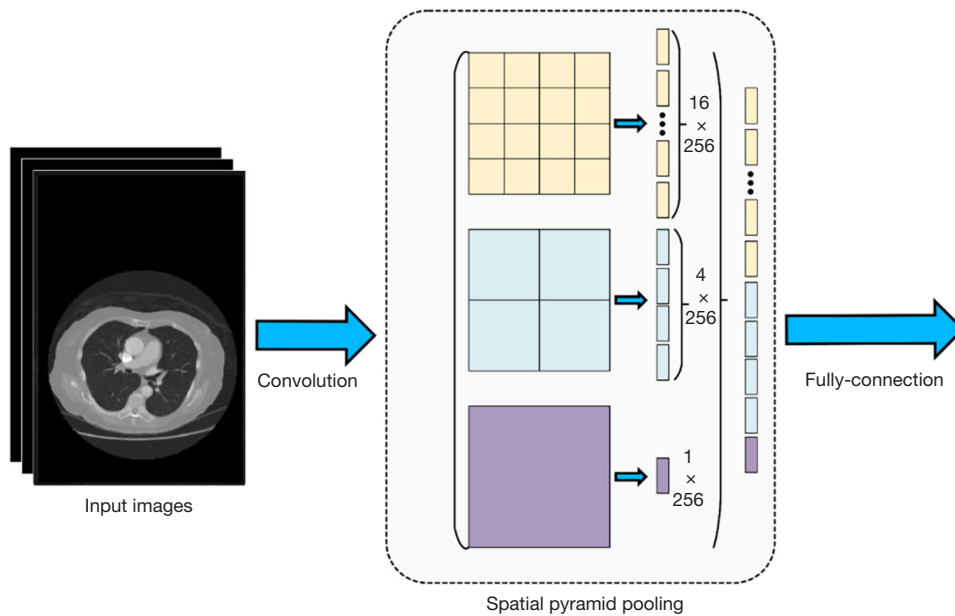 16
×
256
4
×
256
Convolution
Fully-connection
1
×
256
Input images
Spatial pyramid pooling